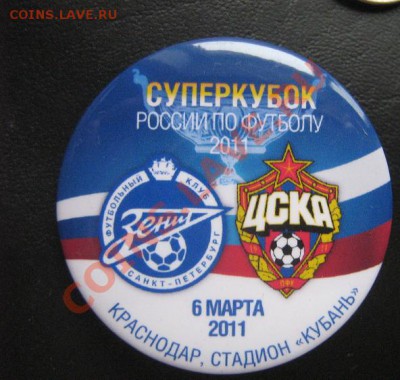 COINS.LAVE.RU
СУПЕРКУБОК
РОССИИ ПО ФУТБОЛУ
2011
ФУТБОЛЬНЫЙ КЛУБ
Зенит
САНКТ-ПЕТЕРБУРГ
ЦСКА
6 МАРТА
2011
КРАСНОДАР, СТАДИОН «КУБАНЬ»